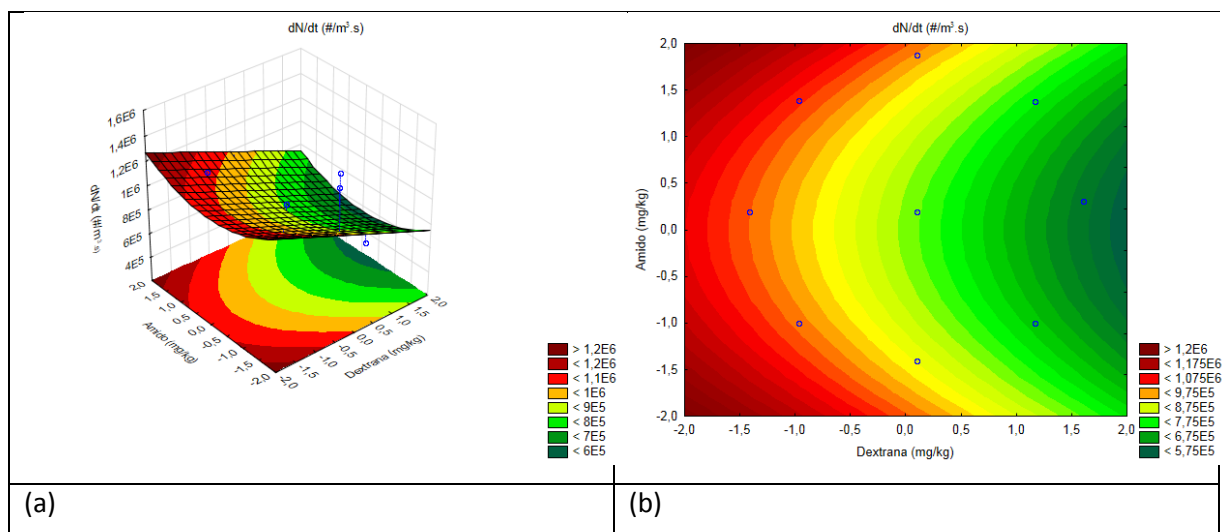 dN/dt (#/m³.s)
1,6E6
1,4E6
1,2E6
1E6
8E5
6E5
4E5
dN/dt (#/m³ s)
2,0
1,5
1,0
0,5
0,0
-0,5
-1,0
-1,5
-2,0
Amido (mg/kg)
-2,0
-1,5
-1,0
-0,5
0,0
0,5
1,0
1,5
2,0
Dextrana (mg/kg)
> 1,2E6
< 1,2E6
< 1,1E6
< 1E6
< 9E5
< 8E5
< 7E5
< 6E5
dN/dt (#/m³.s)
2,0
1,5
1,0
0,5
0,0
-0,5
-1,0
-1,5
-2,0
Amido (mg/kg)
-2,0 -1,5 -1,0 -0,5 0,0 0,5 1,0 1,5 2,0
Dextrana (mg/kg)
> 1,2E6
< 1,175E6
< 1,075E6
< 9,75E5
< 8,75E5
< 7,75E5
< 6,75E5
< 5,75E5
(a)
(b)